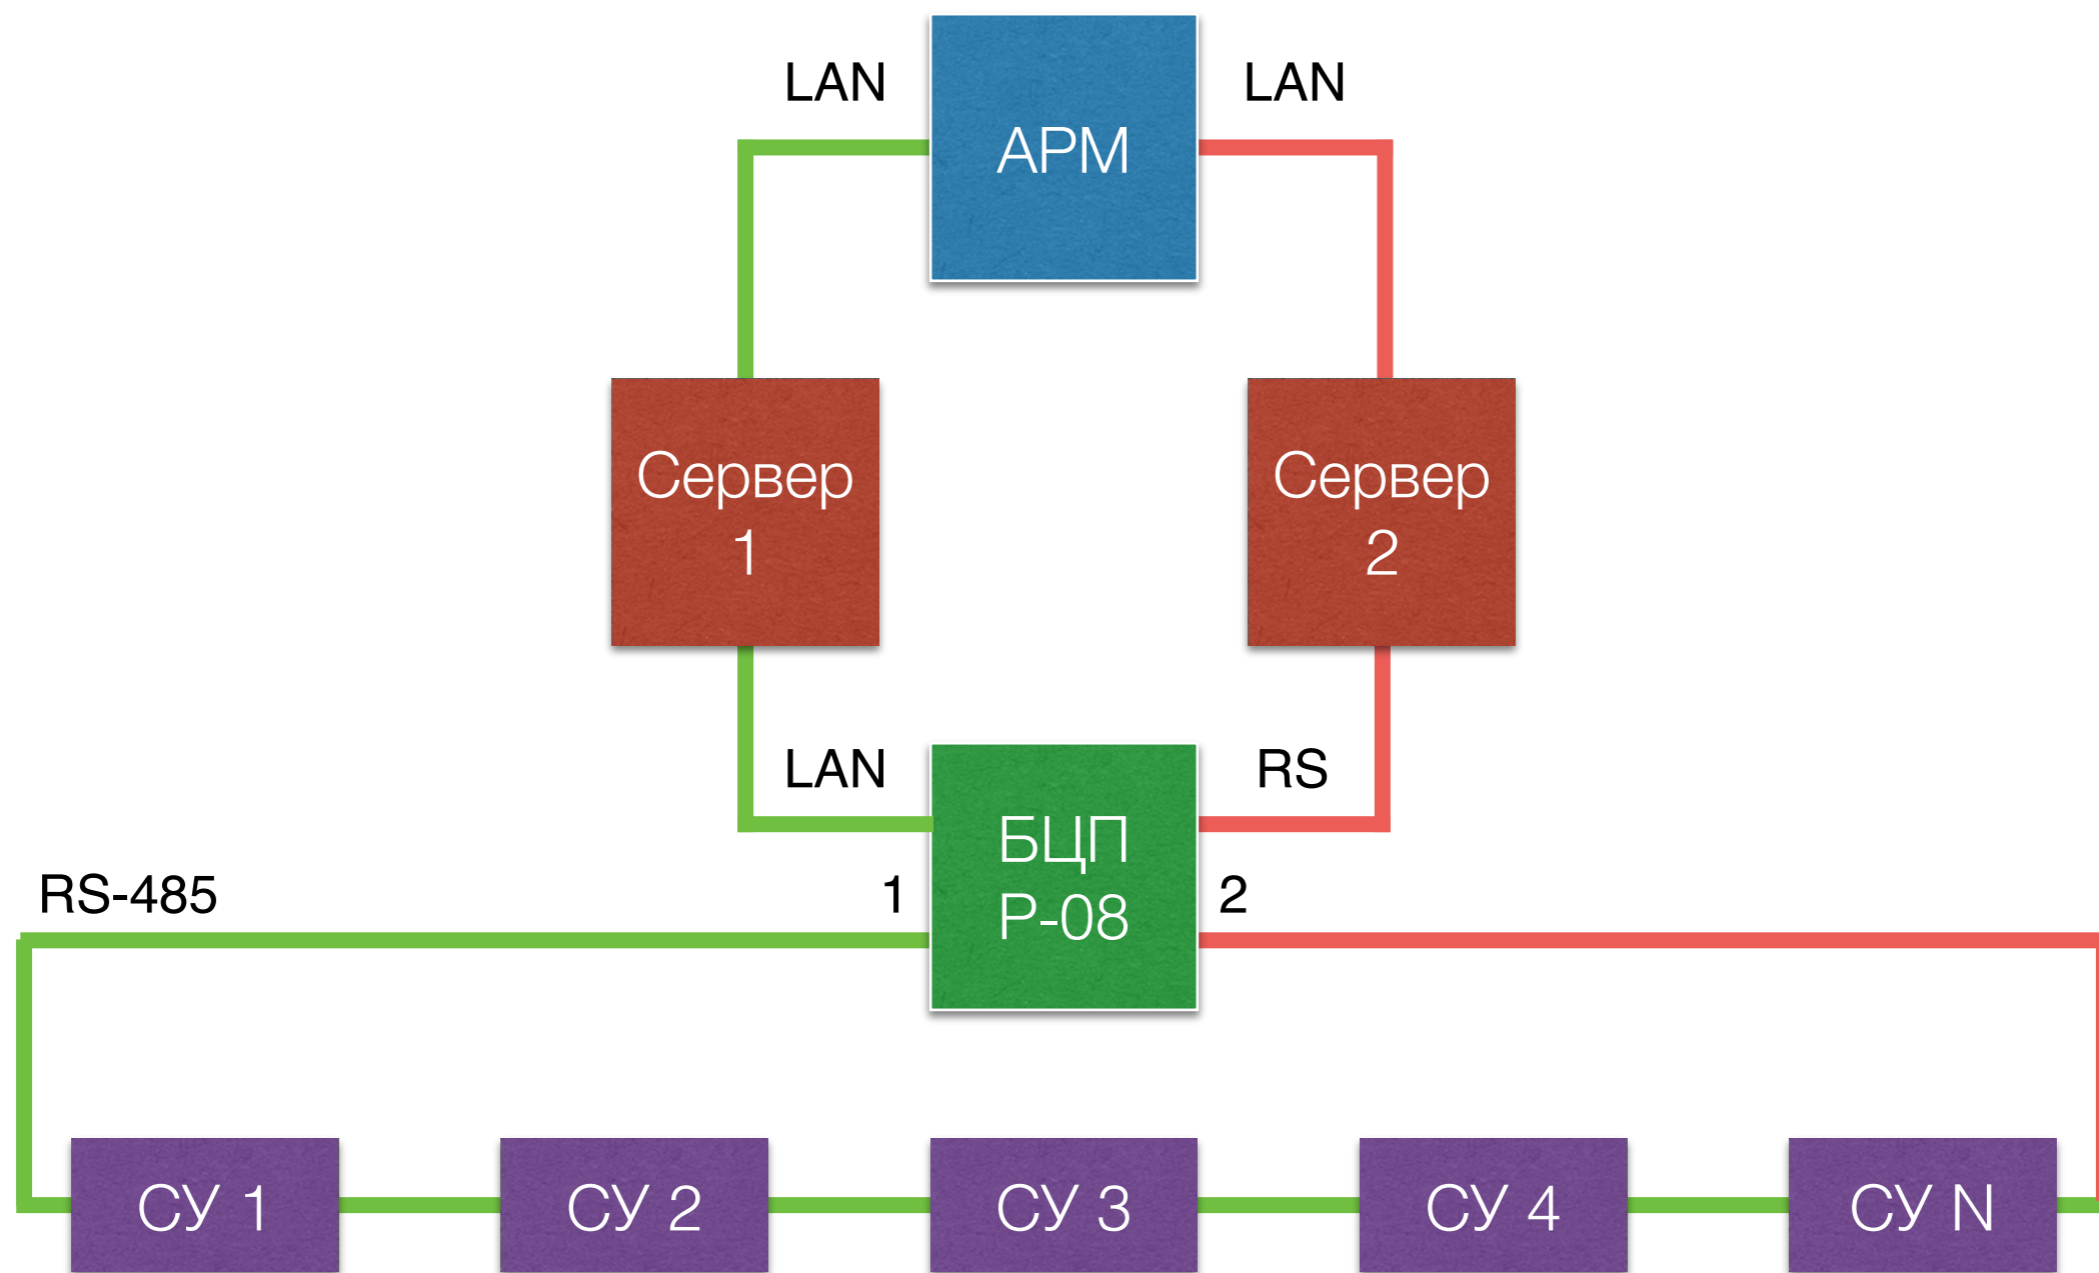 LAN
АРМ
LAN
Сервер
1
Сервер
2
LAN
RS
БЦП
Р-08
RS-485
1
2
СУ 1
СУ 2
СУ 3
СУ 4
СУ N